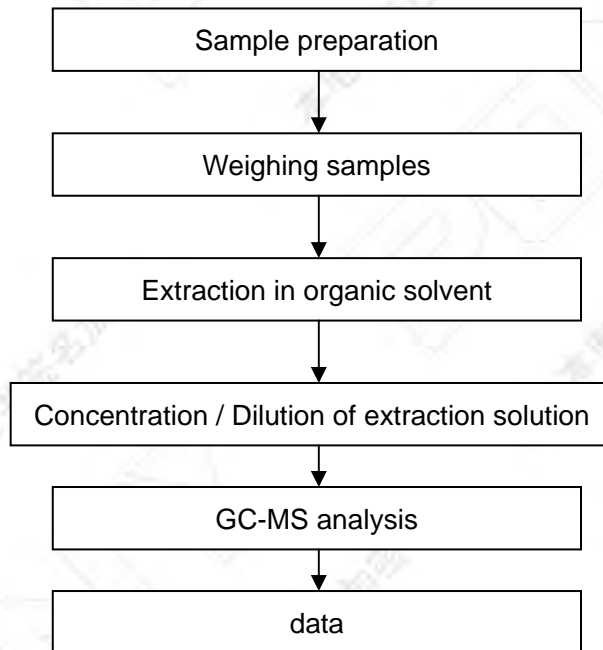 Sample preparation
Weighing samples
Extraction in organic solvent
Concentration / Dilution of extraction solution
GC-MS analysis
data